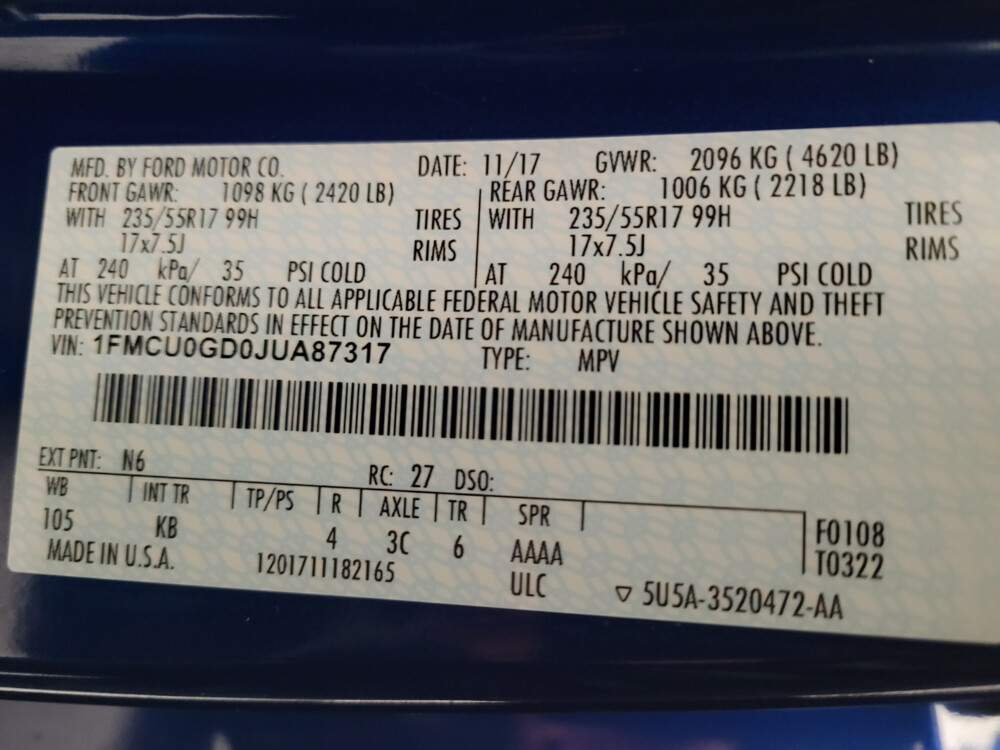 MFD. BY FORD MOTOR CO. DATE: 11/17 GVWR: 2096 KG ( 4620 LB)
FRONT GAWR: 1098 KG ( 2420 LB) REAR GAWR: 1006 KG ( 2218 LB)
WITH 235/55R17 99H TIRES WITH 235/55R17 99H TIRES
17x7.5J RIMS 17x7.5J RIMS
AT 240 kPa/ 35 PSI COLD AT 240 kPa/ 35 PSI COLD
THIS VEHICLE CONFORMS TO ALL APPLICABLE FEDERAL MOTOR VEHICLE SAFETY AND THEFT
PREVENTION STANDARDS IN EFFECT ON THE DATE OF MANUFACTURE SHOWN ABOVE.
VIN: 1FMCU0GD0JUA87317 TYPE: MPV
EXT PNT: N6 RC: 27 DSO:
WB INT TR TP/PS R AXLE TR SPR
105 KB 4 3C 6 AAAA F0108
MADE IN U.S.A. 1201711182165 ULC T0322
▽ 5U5A-3520472-AA